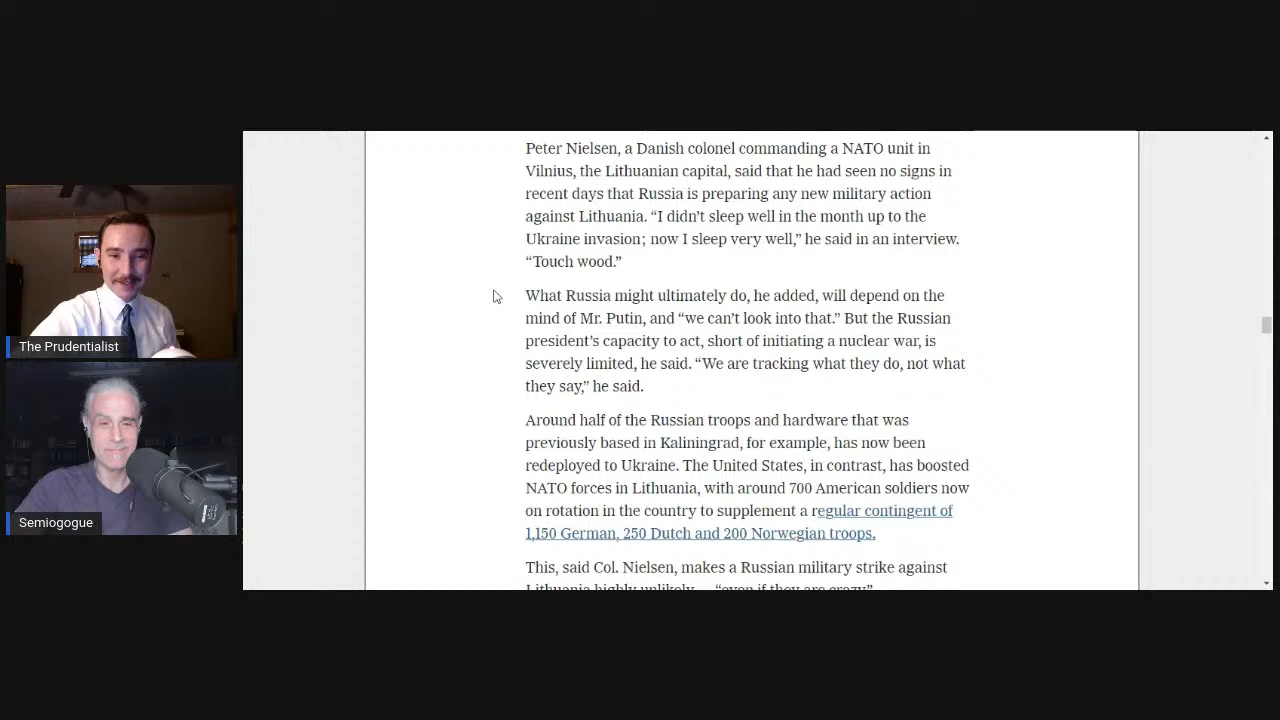 Peter Nielsen, a Danish colonel commanding a NATO unit in
Vilnius, the Lithuanian capital, said that he had seen no signs in
recent days that Russia is preparing any new military action
against Lithuania. “I didn’t sleep well in the month up to the
Ukraine invasion; now I sleep very well,” he said in an interview.
“Touch wood.”
What Russia might ultimately do, he added, will depend on the
mind of Mr. Putin, and “we can’t look into that.” But the Russian
president’s capacity to act, short of initiating a nuclear war, is
severely limited, he said. “We are tracking what they do, not what
they say,” he said.
Around half of the Russian troops and hardware that was
previously based in Kaliningrad, for example, has now been
redeployed to Ukraine. The United States, in contrast, has boosted
NATO forces in Lithuania, with around 700 American soldiers now
on rotation in the country to supplement a regular contingent of
1,150 German, 250 Dutch and 200 Norwegian troops.
This, said Col. Nielsen, makes a Russian military strike against
Lithuania highly unlikely — “even if they are crazy”
The Prudentialist
Semiogogue